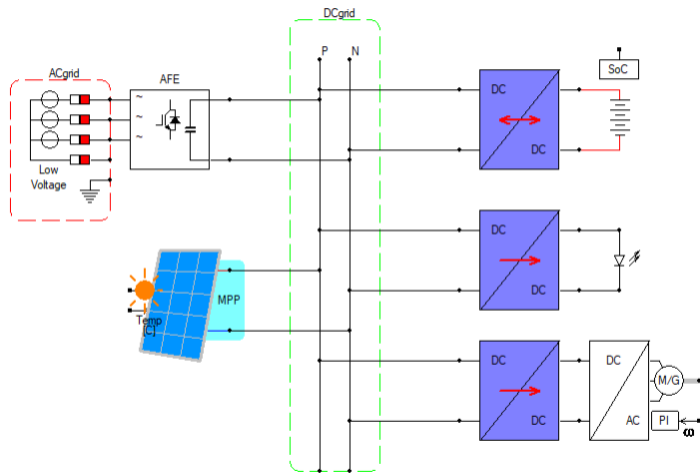 DCgrid
P N
ACgrid
AFE
~
~
~
Low
Voltage
SoC
DC
DC
MPP
Temp
[C]
DC
DC
DC
DC
DC
AC
M/G
PI
ω